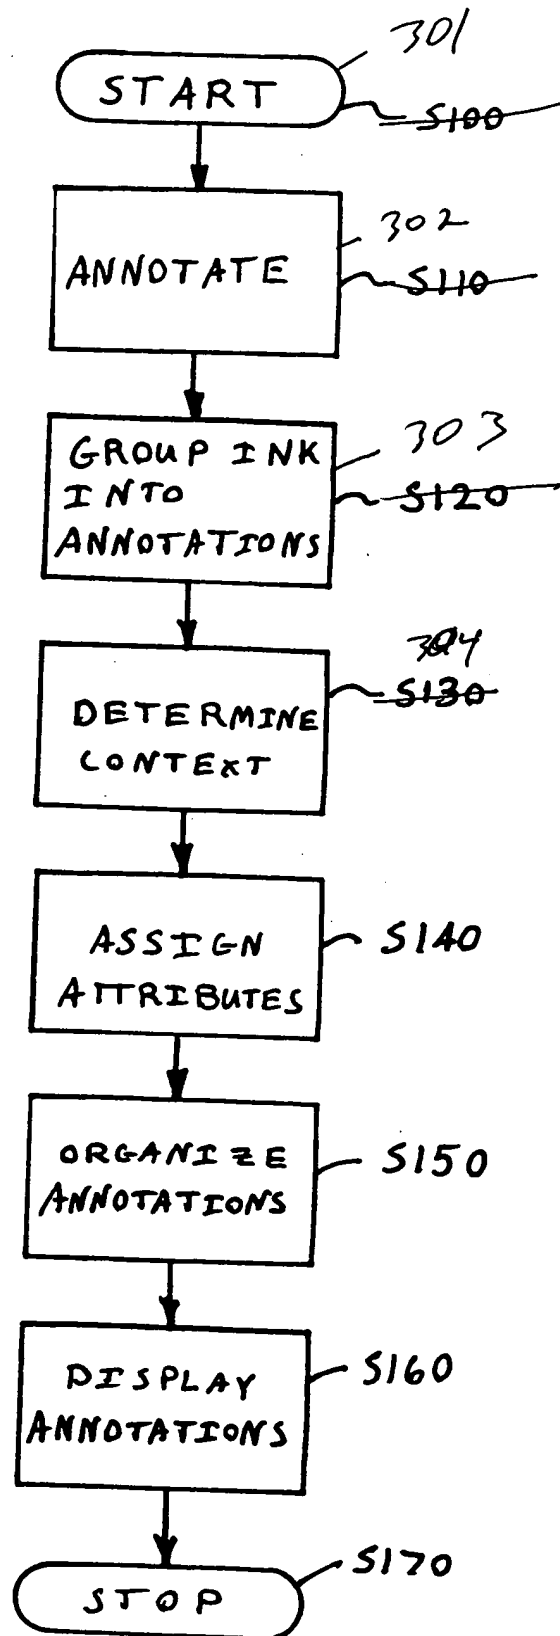 301
START
S100
302
ANNOTATE
S110
303
GROUP INK
INTO
ANNOTATIONS
S120
304
S130
DETERMINE
CONTEXT
ASSIGN
ATTRIBUTES
S140
ORGANIZE
ANNOTATIONS
S150
DISPLAY
ANNOTATIONS
S160
STOP
S170